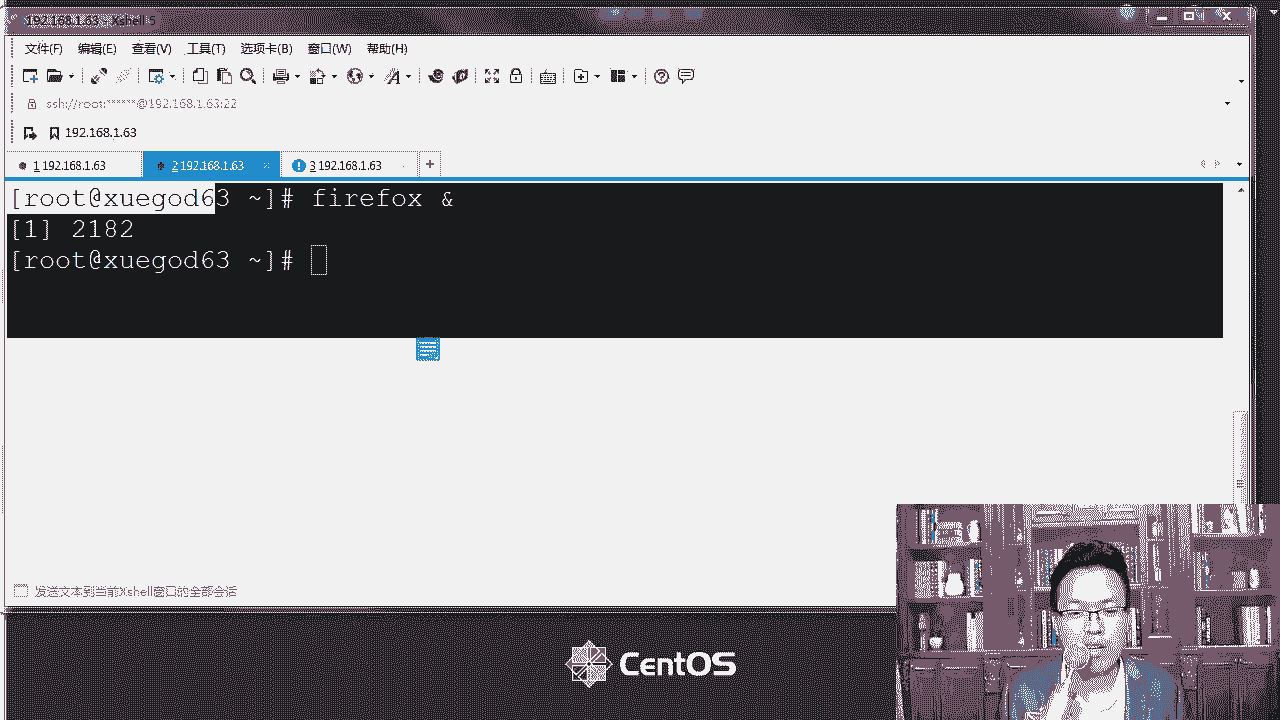 192.168.1.63 - Xshell 5
文件(F) 编辑(E) 查看(V) 工具(T) 选项卡(B) 窗口(W) 帮助(H)
ssh://root:******@192.168.1.63:22
192.168.1.63
1 192.168.1.63 2 192.168.1.63 3 192.168.1.63
[root@xuegod63 ~]# firefox &
[1] 2182
[root@xuegod63 ~]#
发送文本到当前Xshell窗口的全部会话
CentOS